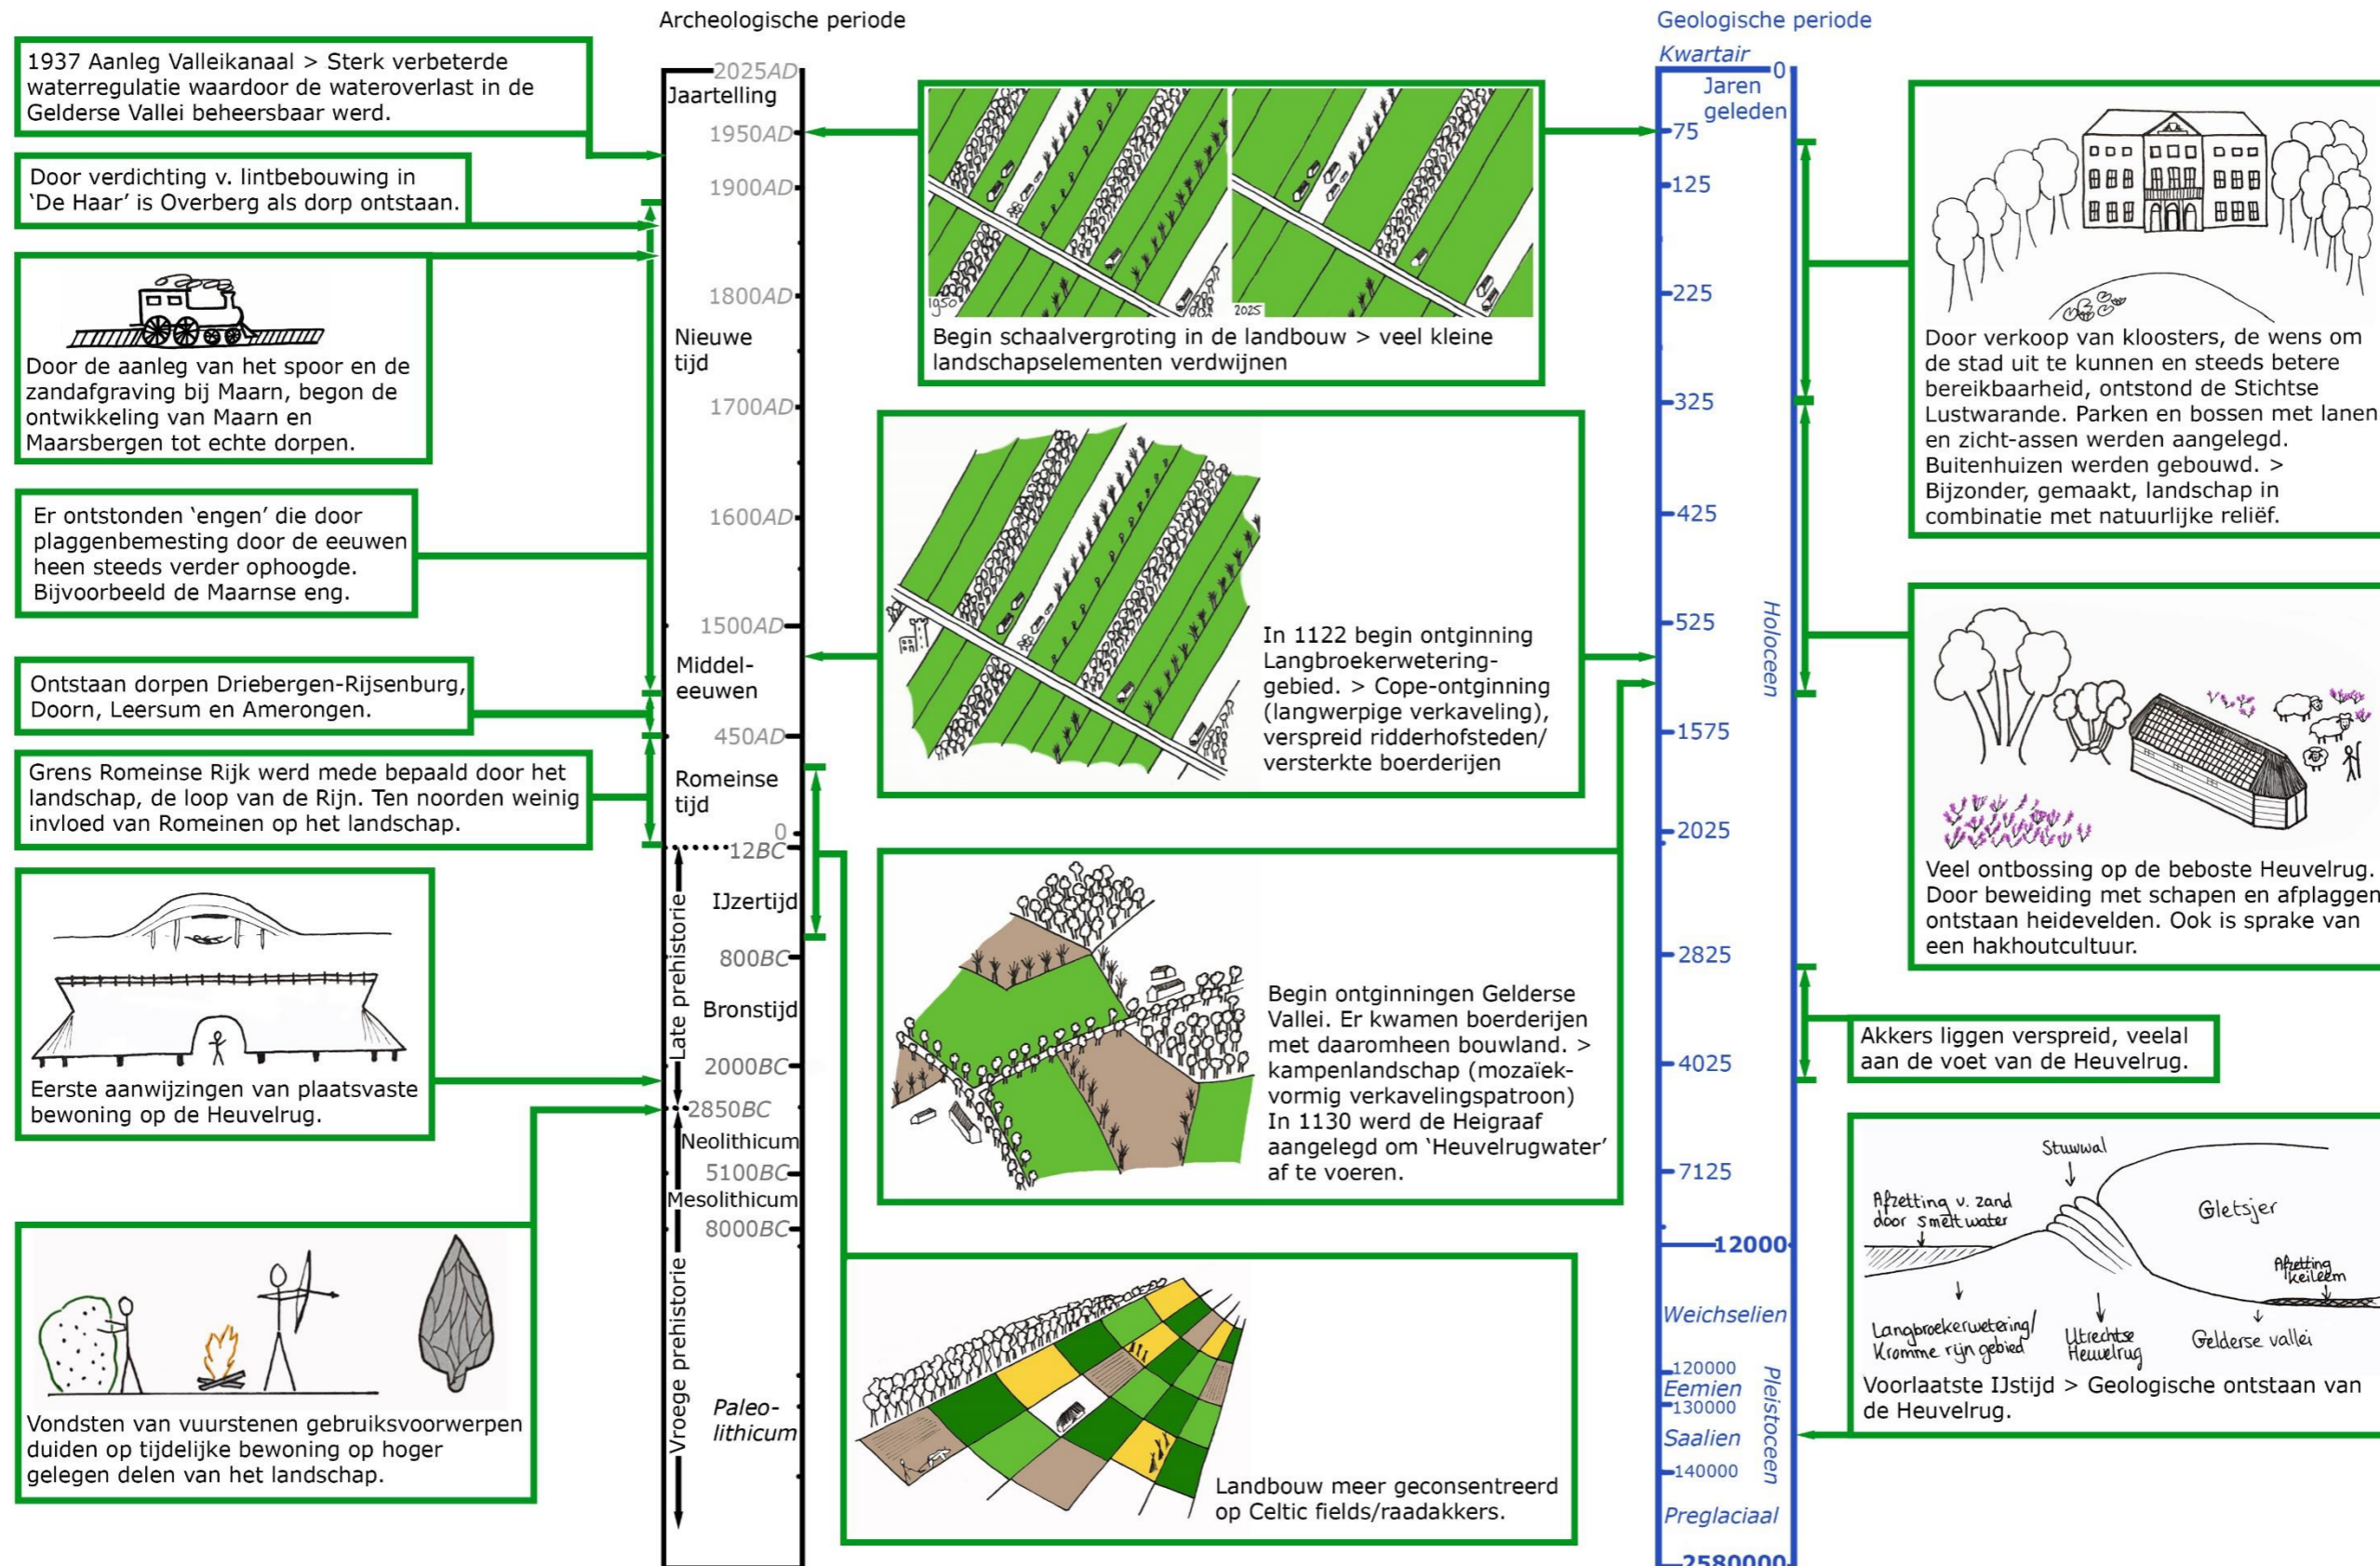 Archeologische periode
Geologische periode
1937 Aanleg Valleikanaal > Sterk verbeterde
waterregulatie waardoor de wateroverlast in de
Gelderse Vallei beheersbaar werd.
Door verdichting v. lintbebouwing in
‘De Haar’ is Overberg als dorp ontstaan.
Door de aanleg van het spoor en de
zandafgraving bij Maarn, begon de
ontwikkeling van Maarn en
Maarsbergen tot echte dorpen.
Er ontstonden ‘engen’ die door
plaggenbemesting door de eeuwen
heen steeds verder ophoogde.
Bijvoorbeeld de Maarnse eng.
Ontstaan dorpen Driebergen-Rijsenburg,
Doorn, Leersum en Amerongen.
Grens Romeinse Rijk werd mede bepaald door het
landschap, de loop van de Rijn. Ten noorden weinig
invloed van Romeinen op het landschap.
Eerste aanwijzingen van plaatsvaste
bewoning op de Heuvelrug.
Vondsten van vuurstenen gebruiksvoorwerpen
duiden op tijdelijke bewoning op hoger
gelegen delen van het landschap.
2025AD
Jaartelling
1950AD
1900AD
1800AD
Nieuwe
tijd
1700AD
1600AD
1500AD
Middel-
eeuwen
450AD
Romeinse
tijd
0
12BC
IJzertijd
800BC
Late prehistorie
Bronstijd
2000BC
2850BC
Neolithicum
5100BC
Mesolithicum
8000BC
Vroege prehistorie
Paleo-
lithicum
1950
2025
Begin schaalvergroting in de landbouw > veel kleine
landschapselementen verdwijnen
In 1122 begin ontginning
Langbroekerwetering-
gebied. > Cope-ontginning
(langwerpige verkaveling),
verspreid ridderhofsteden/
versterkte boerderijen
Begin ontginningen Gelderse
Vallei. Er kwamen boerderijen
met daaromheen bouwland. >
kampenlandschap (mozaïek-
vormig verkavelingspatroon)
In 1130 werd de Heigraaf
aangelegd om ‘Heuvelrugwater’
af te voeren.
Landbouw meer geconsentreerd
op Celtic fields/raadakkers.
Kwartair
0
Jaren
geleden
75
125
225
325
425
525
Holoceen
1575
2025
2825
4025
7125
12000
Weichselien
120000
Eemien
130000
Saalien
Pleistoceen
140000
Preglaciaal
2580000
Door verkoop van kloosters, de wens om
de stad uit te kunnen en steeds betere
bereikbaarheid, ontstond de Stichtse
Lustwarande. Parken en bossen met lanen
en zicht-assen werden aangelegd.
Buitenhuizen werden gebouwd. >
Bijzonder, gemaakt, landschap in
combinatie met natuurlijke reliëf.
Veel ontbossing op de beboste Heuvelrug.
Door beweiding met schapen en afplaggen
ontstaan heidevelden. Ook is sprake van
een hakhoutcultuur.
Akkers liggen verspreid, veelal
aan de voet van de Heuvelrug.
Stuwwal
Afzetting v. zand
door smeltwater
Gletsjer
Afzetting
keileem
Langbroekerwetering/
Kromme rijn gebied
Utrechtse
Heuvelrug
Gelderse vallei
Voorlaatste IJstijd > Geologische ontstaan van
de Heuvelrug.